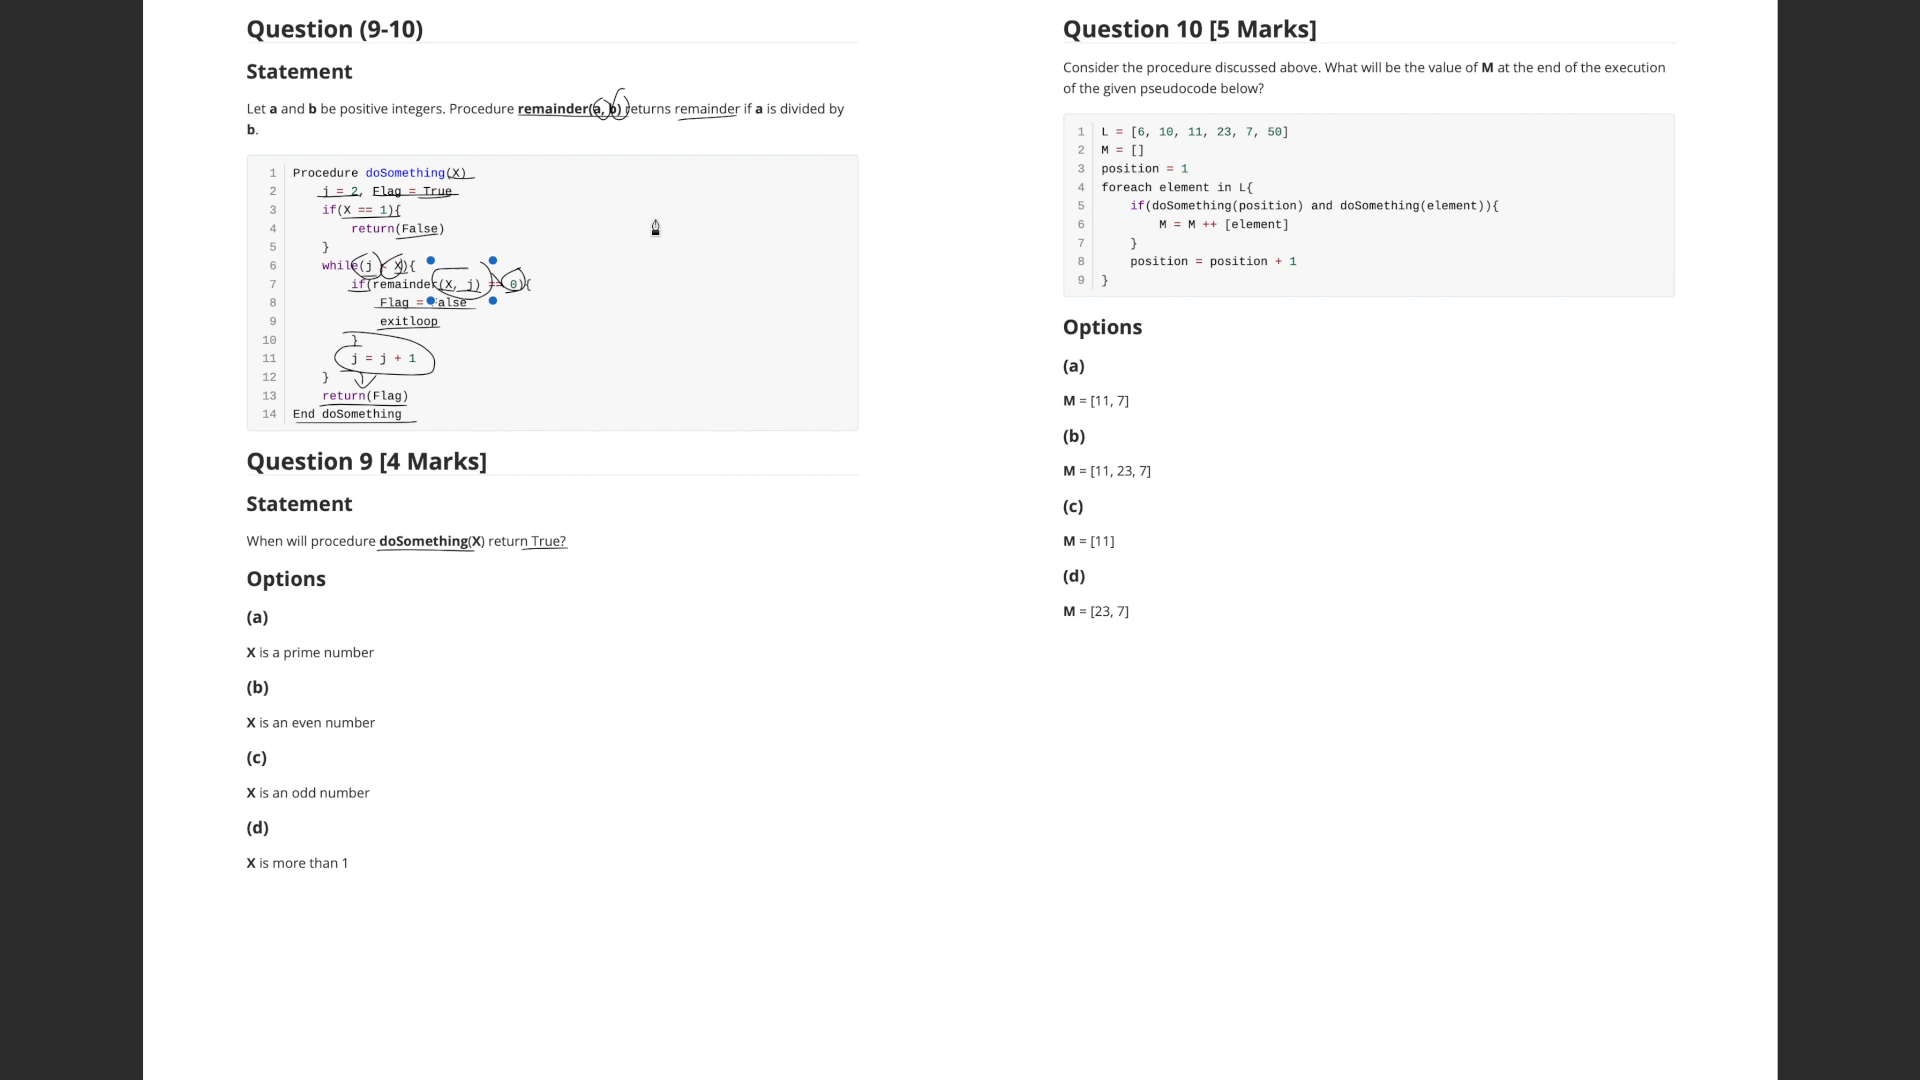 Question (9-10)
Statement
Let a and b be positive integers. Procedure remainder(a, b) returns remainder if a is divided by
b.
1 Procedure doSomething(X)
2 j = 2, Flag = True
3 if(X == 1){
4 return(False)
5 }
6 while(j < X){
7 if(remainder(X, j) == 0){
8 Flag = False
9 exitloop
10 }
11 j = j + 1
12 }
13 return(Flag)
14 End doSomething
Question 9 [4 Marks]
Statement
When will procedure doSomething(X) return True?
Options
(a)
X is a prime number
(b)
X is an even number
(c)
X is an odd number
(d)
X is more than 1
Question 10 [5 Marks]
Consider the procedure discussed above. What will be the value of M at the end of the execution
of the given pseudocode below?
1 L = [6, 10, 11, 23, 7, 50]
2 M = []
3 position = 1
4 foreach element in L{
5 if(doSomething(position) and doSomething(element)){
6 M = M ++ [element]
7 }
8 position = position + 1
9 }
Options
(a)
M = [11, 7]
(b)
M = [11, 23, 7]
(c)
M = [11]
(d)
M = [23, 7]